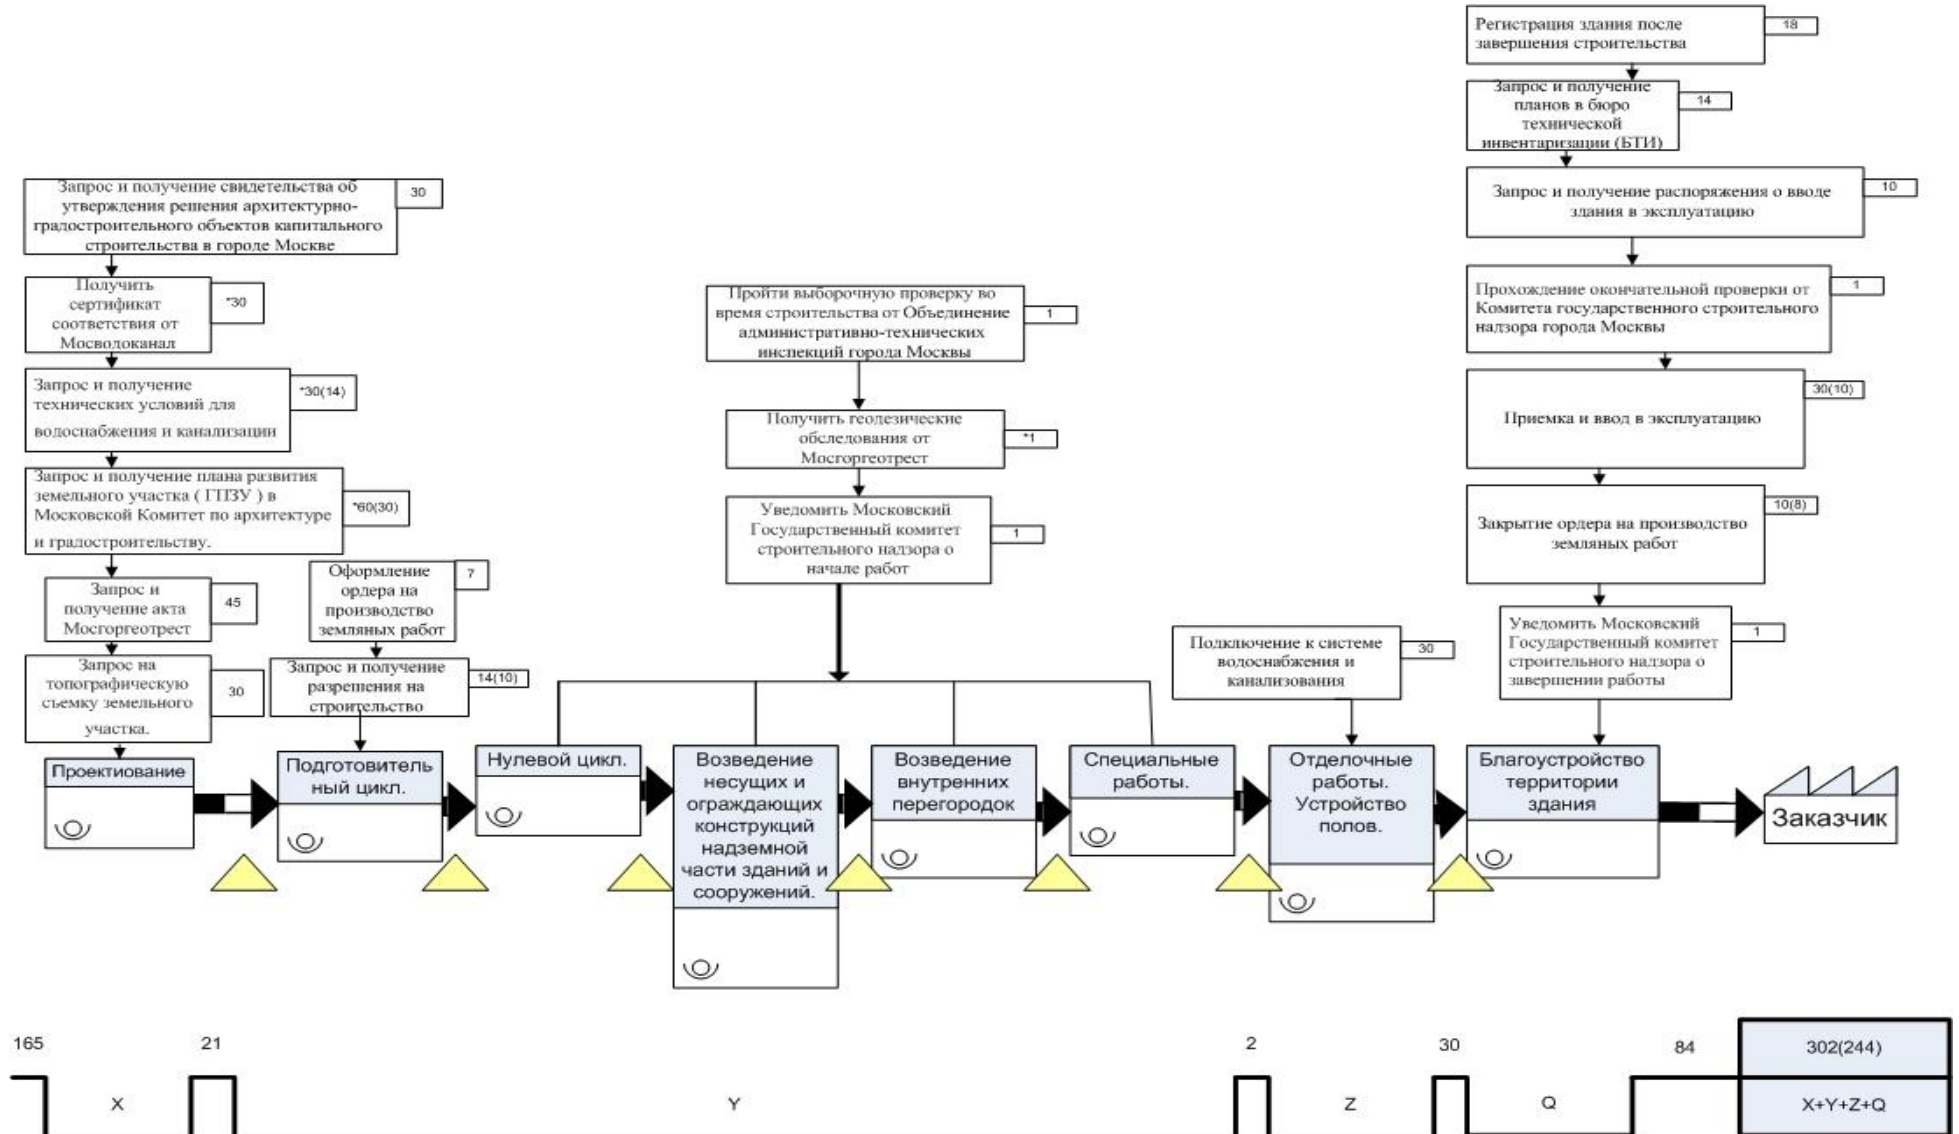 Регистрация здания после
завершения строительства
18
Запрос и получение
планов в бюро
технической
инвентаризации (БТИ)
14
Запрос и получение распоряжения о вводе
здания в эксплуатацию
10
Прохождение окончательной проверки от
Комитета государственного строительного
надзора города Москвы
1
Приемка и ввод в эксплуатацию
30(10)
Закрытие ордера на производство
земляных работ
10(8)
Уведомить Московский
Государственный комитет
строительного надзора о
завершении работы
1
Запрос и получение свидетельства об
утверждения решения архитектурно-
градостроительного объектов капитального
строительства в городе Москве
30
Получить
сертификат
соответствия от
Мосводоканал
*30
Запрос и получение
технических условий для
водоснабжения и канализации
*30(14)
Запрос и получение плана развития
земельного участка ( ГПЗУ ) в
Московской Комитет по архитектуре
и градостроительству.
*60(30)
Запрос и
получение акта
Мосгоргеотрест
45
Запрос на
топографическую
съемку земельного
участка.
30
Оформление
ордера на
производство
земляных работ
7
Запрос и получение
разрешения на
строительство
14(10)
Пройти выборочную проверку во
время строительства от Объединение
административно-технических
инспекций города Москвы
1
Получить геодезические
обследования от
Мосгоргеотрест
*1
Уведомить Московский
Государственный комитет
строительного надзора о
начале работ
1
Подключение к системе
водоснабжения и
канализования
30
Проектиование
Подготовитель
ный цикл.
Нулевой цикл.
Возведение
несущих и
ограждающих
конструкций
надземной
части зданий и
сооружений.
Возведение
внутренних
перегородок
Специальные
работы.
Отделочные
работы.
Устройство
полов.
Благоустройство
территории
здания
Заказчик
165
21
2
30
84
302(244)
X
Y
Z
Q
X+Y+Z+Q